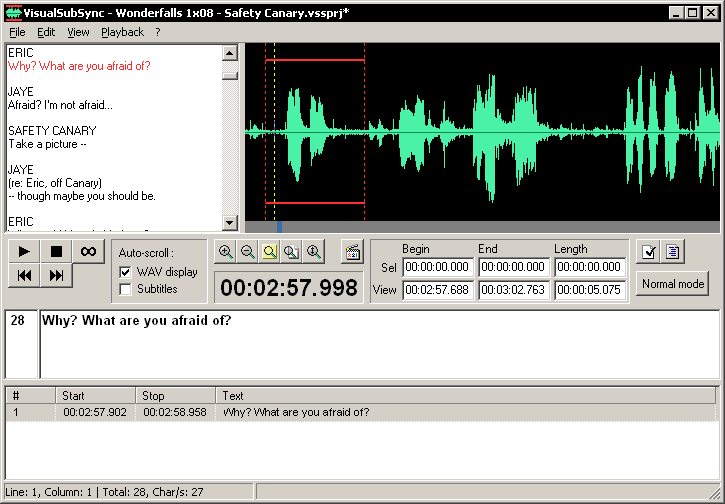 VisualSubSync - Wonderfalls 1x08 - Safety Canary.vssprj*
File Edit View Playback ?
ERIC
Why? What are you afraid of?
JAYE
Afraid? I'm not afraid...
SAFETY CANARY
Take a picture --
JAYE
(re: Eric, off Canary)
-- though maybe you should be.
ERIC
Auto-scroll :
WAV display
Subtitles
00:02:57.998
Begin End Length
Sel 00:00:00.000 00:00:00.000 00:00:00.000
View 00:02:57.688 00:03:02.763 00:00:05.075
Normal mode
28 Why? What are you afraid of?
# Start Stop Text
1 00:02:57.902 00:02:58.958 Why? What are you afraid of?
Line: 1, Column: 1 | Total: 28, Char/s: 27